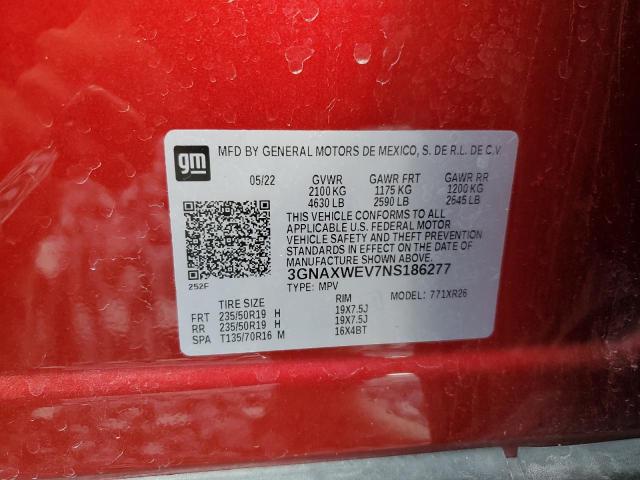 gm
MFD BY GENERAL MOTORS DE MEXICO, S. DE R.L. DE C.V.
05/22 GVWR GAWR FRT GAWR RR
2100 KG 1175 KG 1200 KG
4630 LB 2590 LB 2645 LB
THIS VEHICLE CONFORMS TO ALL
APPLICABLE U.S. FEDERAL MOTOR
VEHICLE SAFETY AND THEFT PREVENTION
STANDARDS IN EFFECT ON THE DATE OF
MANUFACTURE SHOWN ABOVE.
3GNAXWEV7NS186277
252F TYPE: MPV
MODEL: 771XR26
TIRE SIZE RIM
FRT 235/50R19 H 19X7.5J
RR 235/50R19 H 19X7.5J
SPA T135/70R16 M 16X4BT